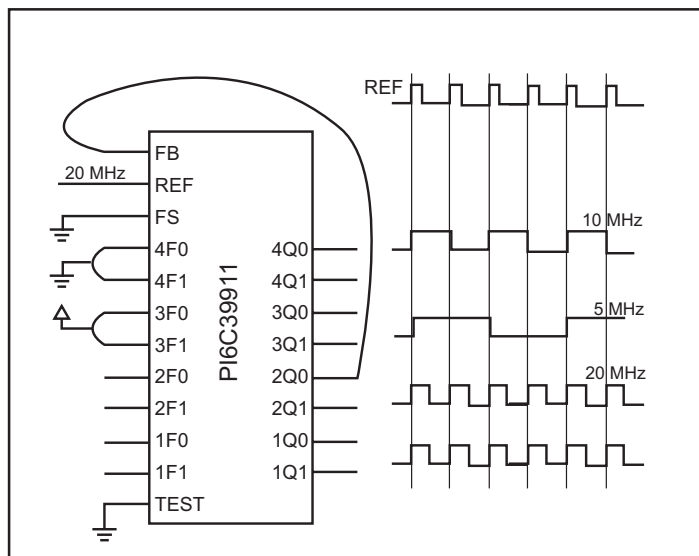 REF
FB
20 MHz
REF
FS
4F0
4F1
3F0
3F1
2F0
2F1
1F0
1F1
TEST
PI6C39911
4Q0
4Q1
3Q0
3Q1
2Q0
2Q1
1Q0
1Q1
10 MHz
5 MHz
20 MHz